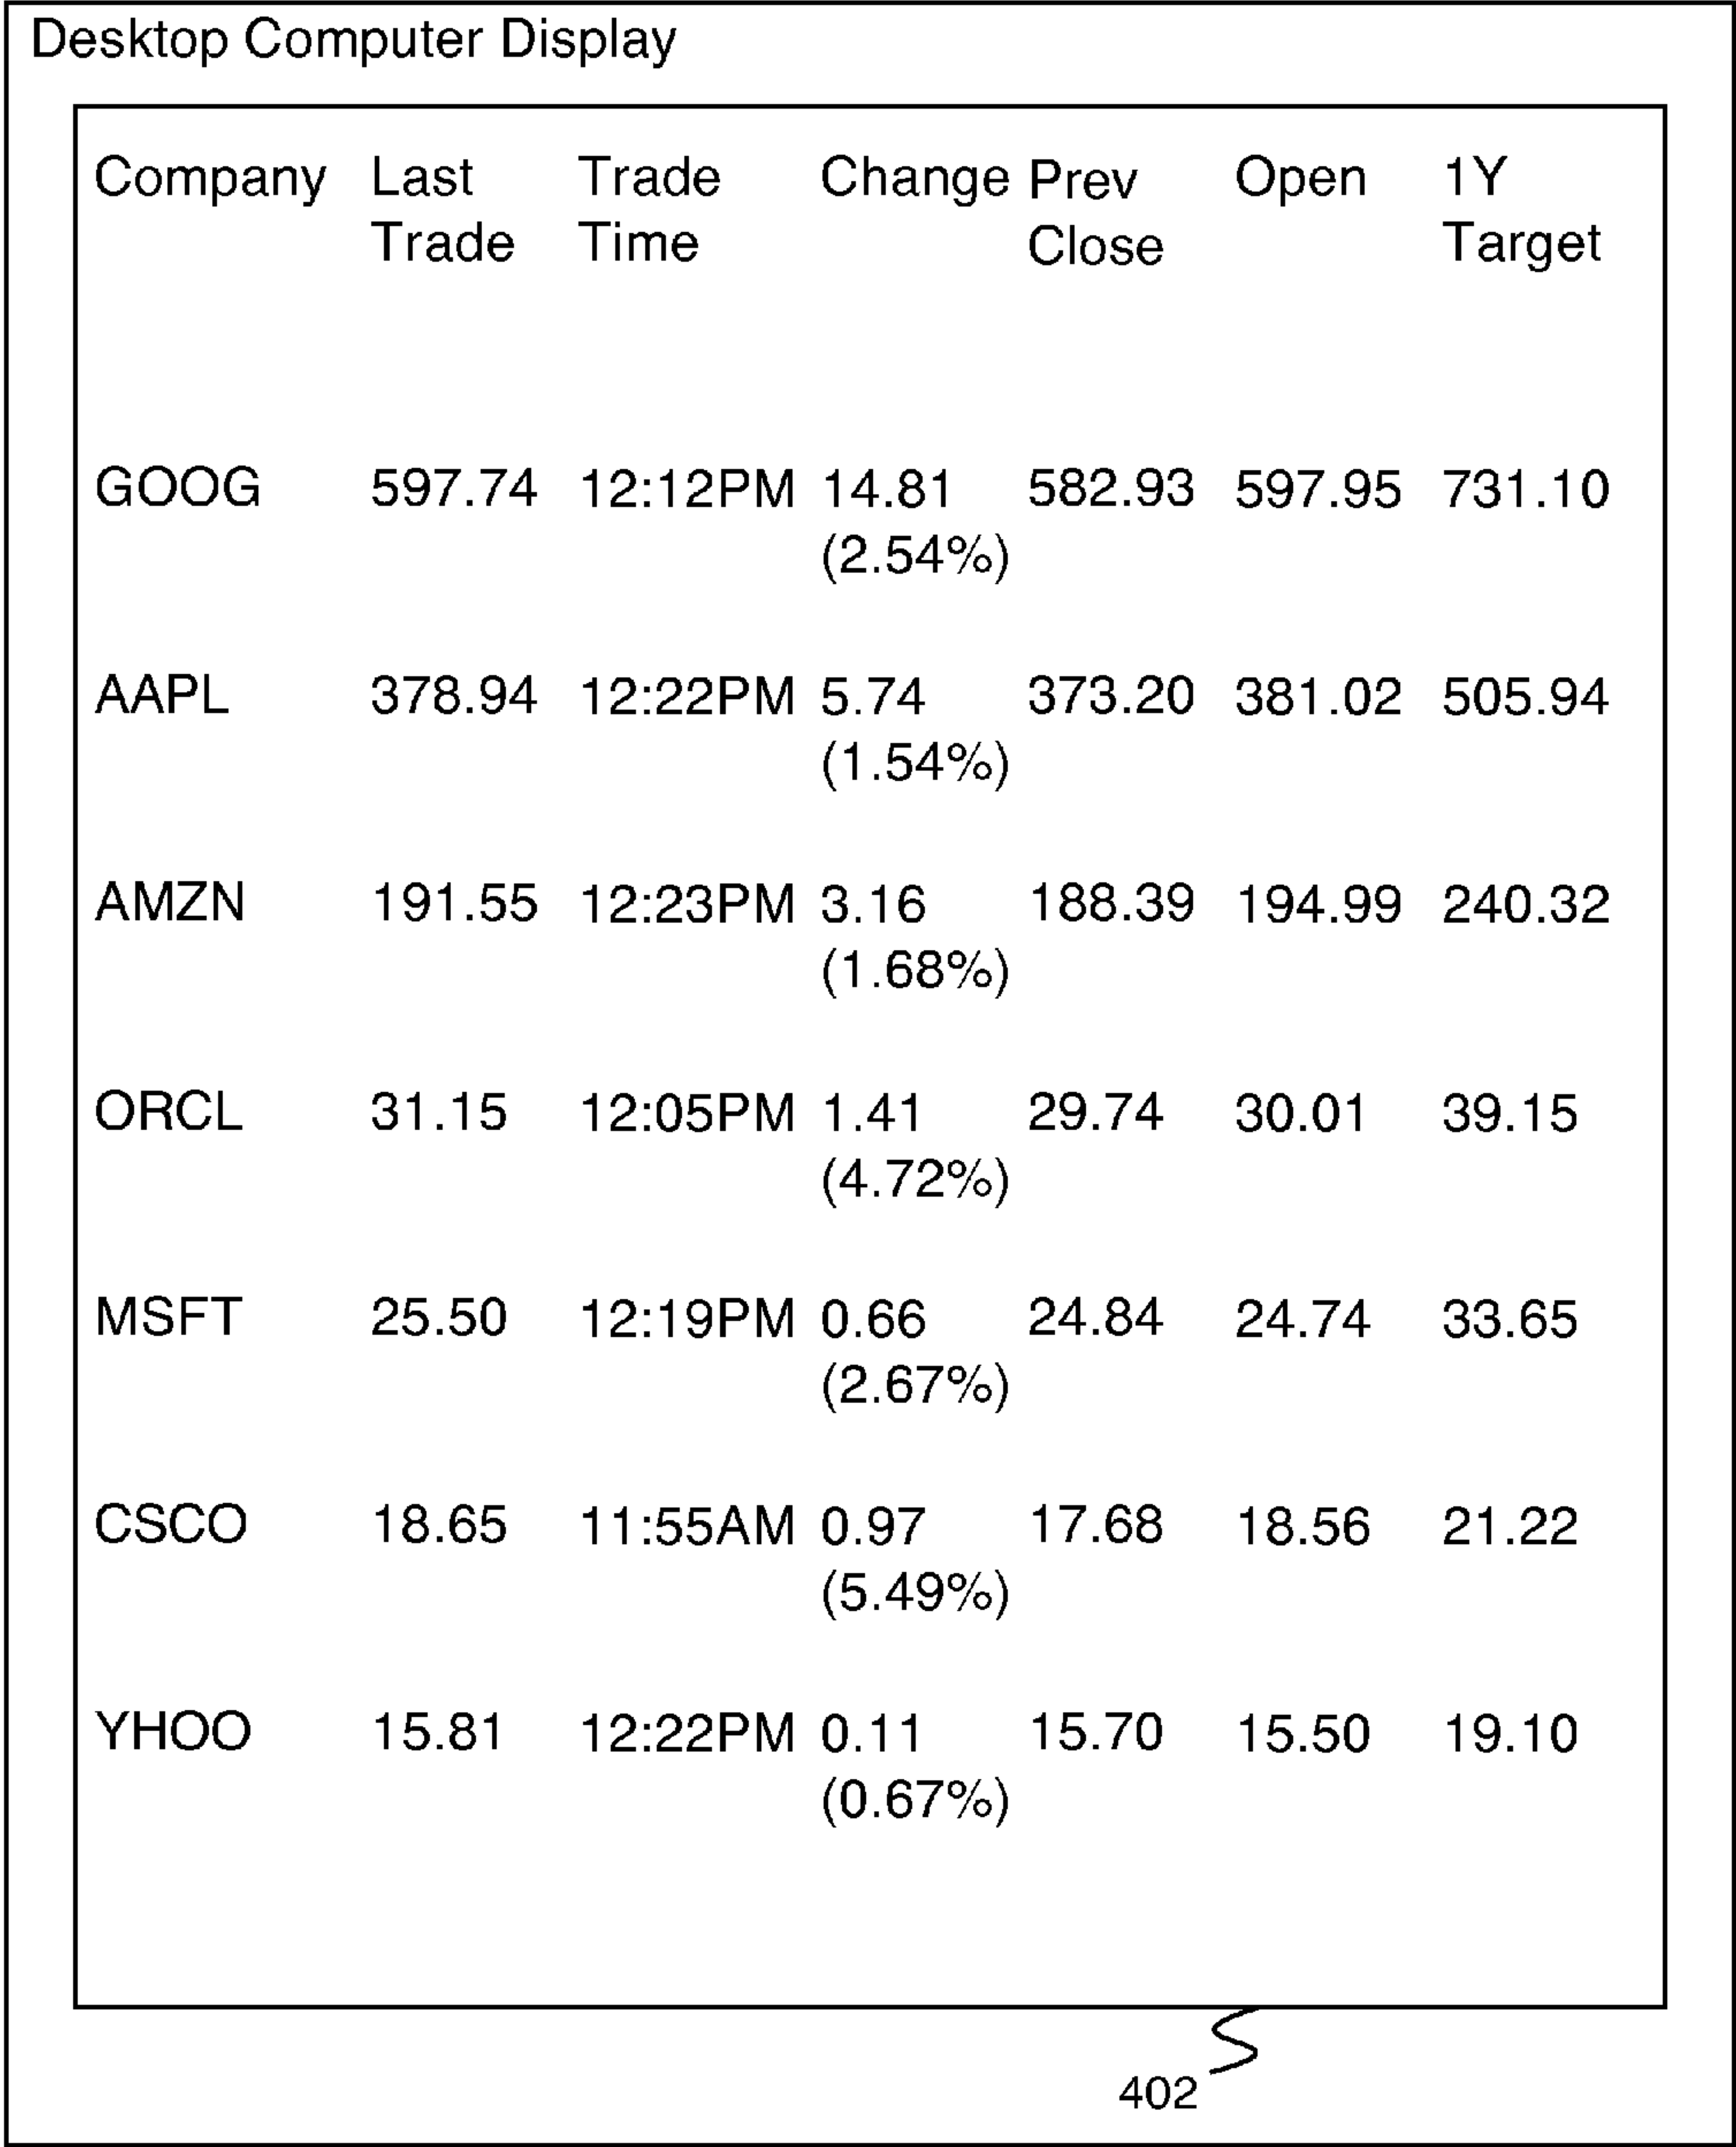 Desktop Computer Display
Company Last Trade Change Prev Open 1Y
Trade Time Close Target
GOOG 597.74 12:12PM 14.81 582.93 597.95 731.10
(2.54%)
AAPL 378.94 12:22PM 5.74 373.20 381.02 505.94
(1.54%)
AMZN 191.55 12:23PM 3.16 188.39 194.99 240.32
(1.68%)
ORCL 31.15 12:05PM 1.41 29.74 30.01 39.15
(4.72%)
MSFT 25.50 12:19PM 0.66 24.84 24.74 33.65
(2.67%)
CSCO 18.65 11:55AM 0.97 17.68 18.56 21.22
(5.49%)
YHOO 15.81 12:22PM 0.11 15.70 15.50 19.10
(0.67%)
402